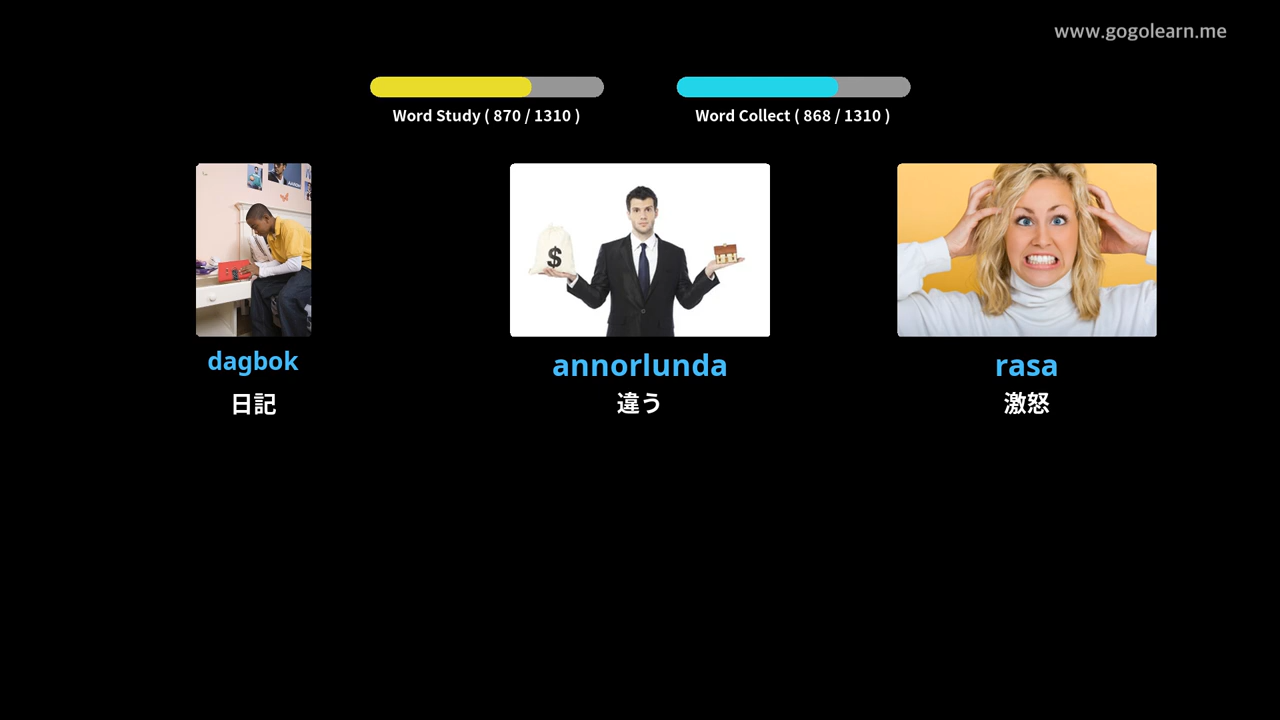 www.gogolearn.me
Word Study ( 870 / 1310 )
Word Collect ( 868 / 1310 )
dagbok
annorlunda
rasa
日記
違う
激怒